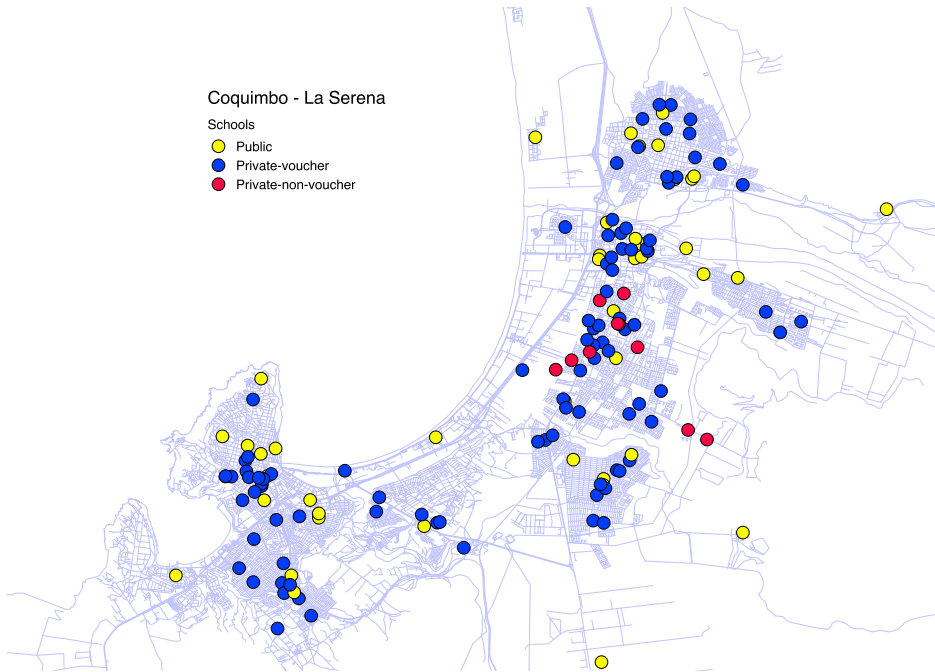 Coquimbo - La Serena
Schools
Public
Private-voucher
Private-non-voucher